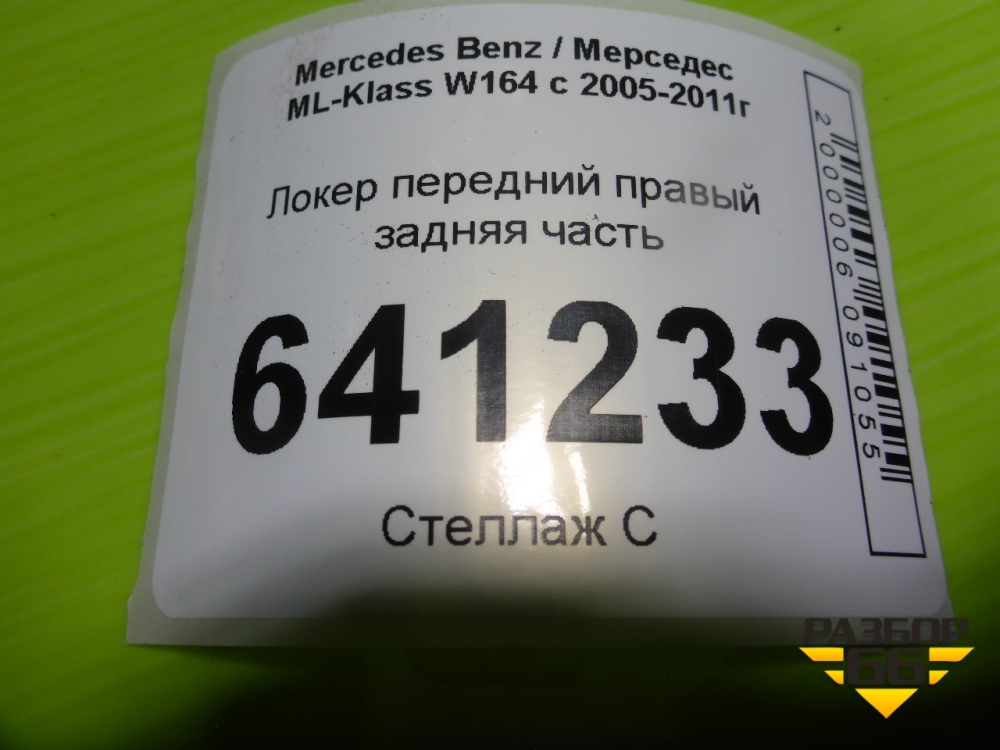 Mercedes Benz / Мерседес
ML-Klass W164 с 2005-2011г
Локер передний правый
задняя часть
641233
Стеллаж С
2000006091055
РАЗБОР
66